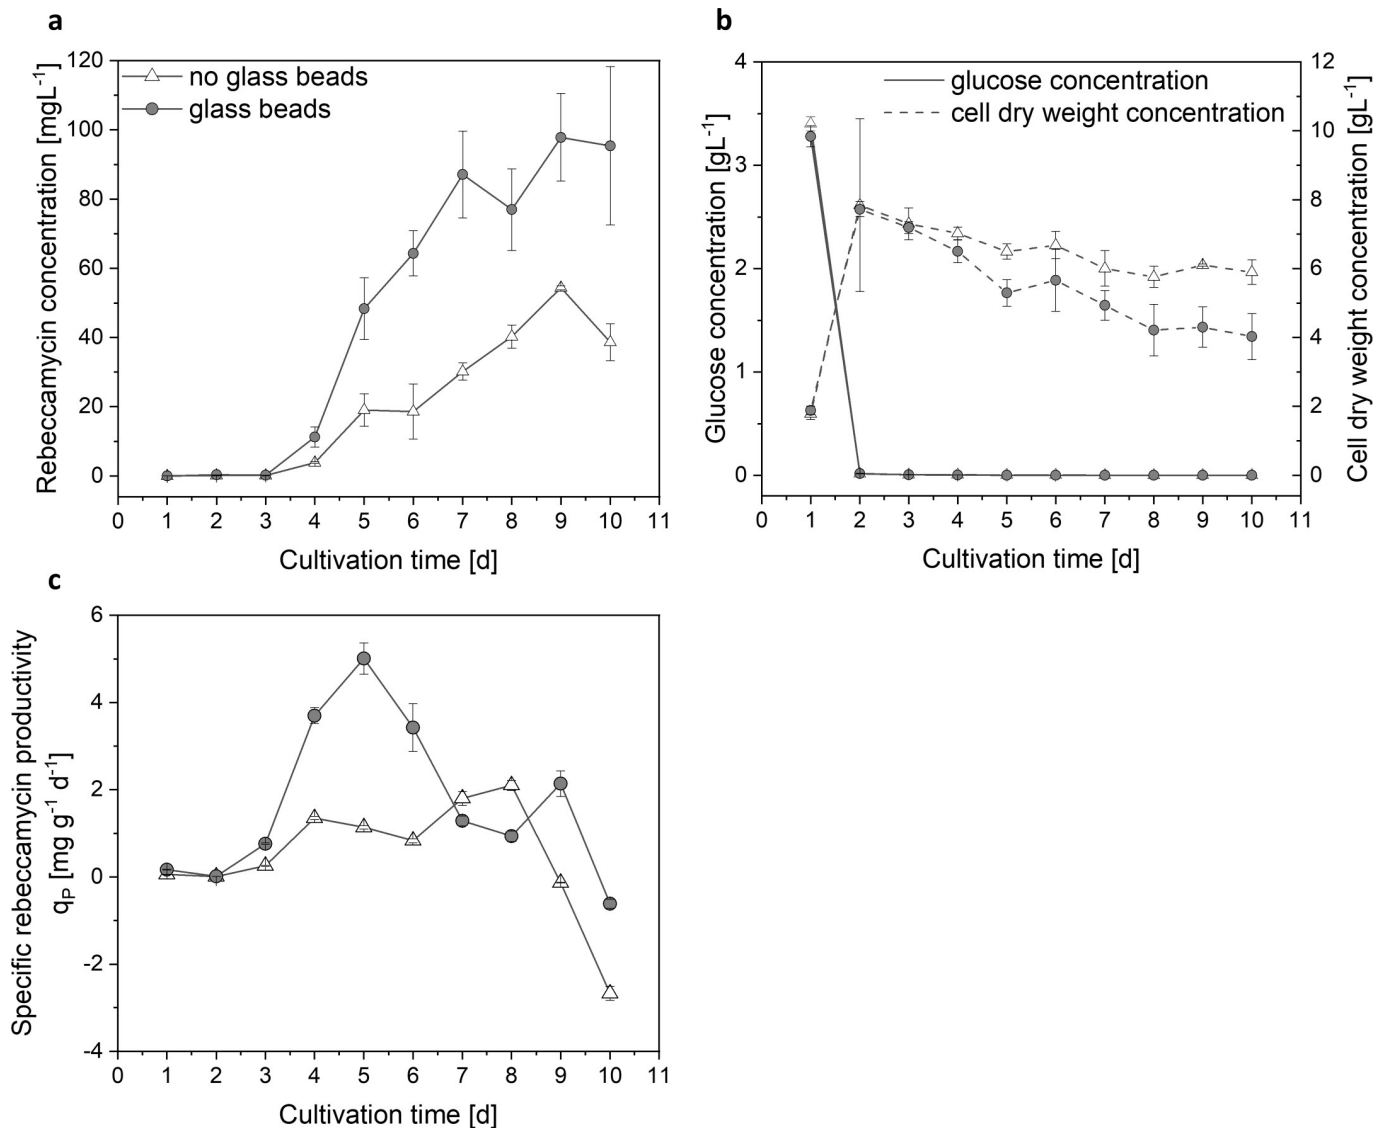 a
Rebeccamycin concentration [mgL⁻¹]
120
100
80
60
40
20
0
no glass beads
glass beads
0 1 2 3 4 5 6 7 8 9 10 11
Cultivation time [d]
b
Glucose concentration [gL⁻¹]
4
3
2
1
0
glucose concentration
cell dry weight concentration
12
10
8
6
4
2
0
Cell dry weight concentration [gL⁻¹]
0 1 2 3 4 5 6 7 8 9 10 11
Cultivation time [d]
c
Specific rebeccamycin productivity
qP [mg g⁻¹ d⁻¹]
6
4
2
0
-2
-4
0 1 2 3 4 5 6 7 8 9 10 11
Cultivation time [d]